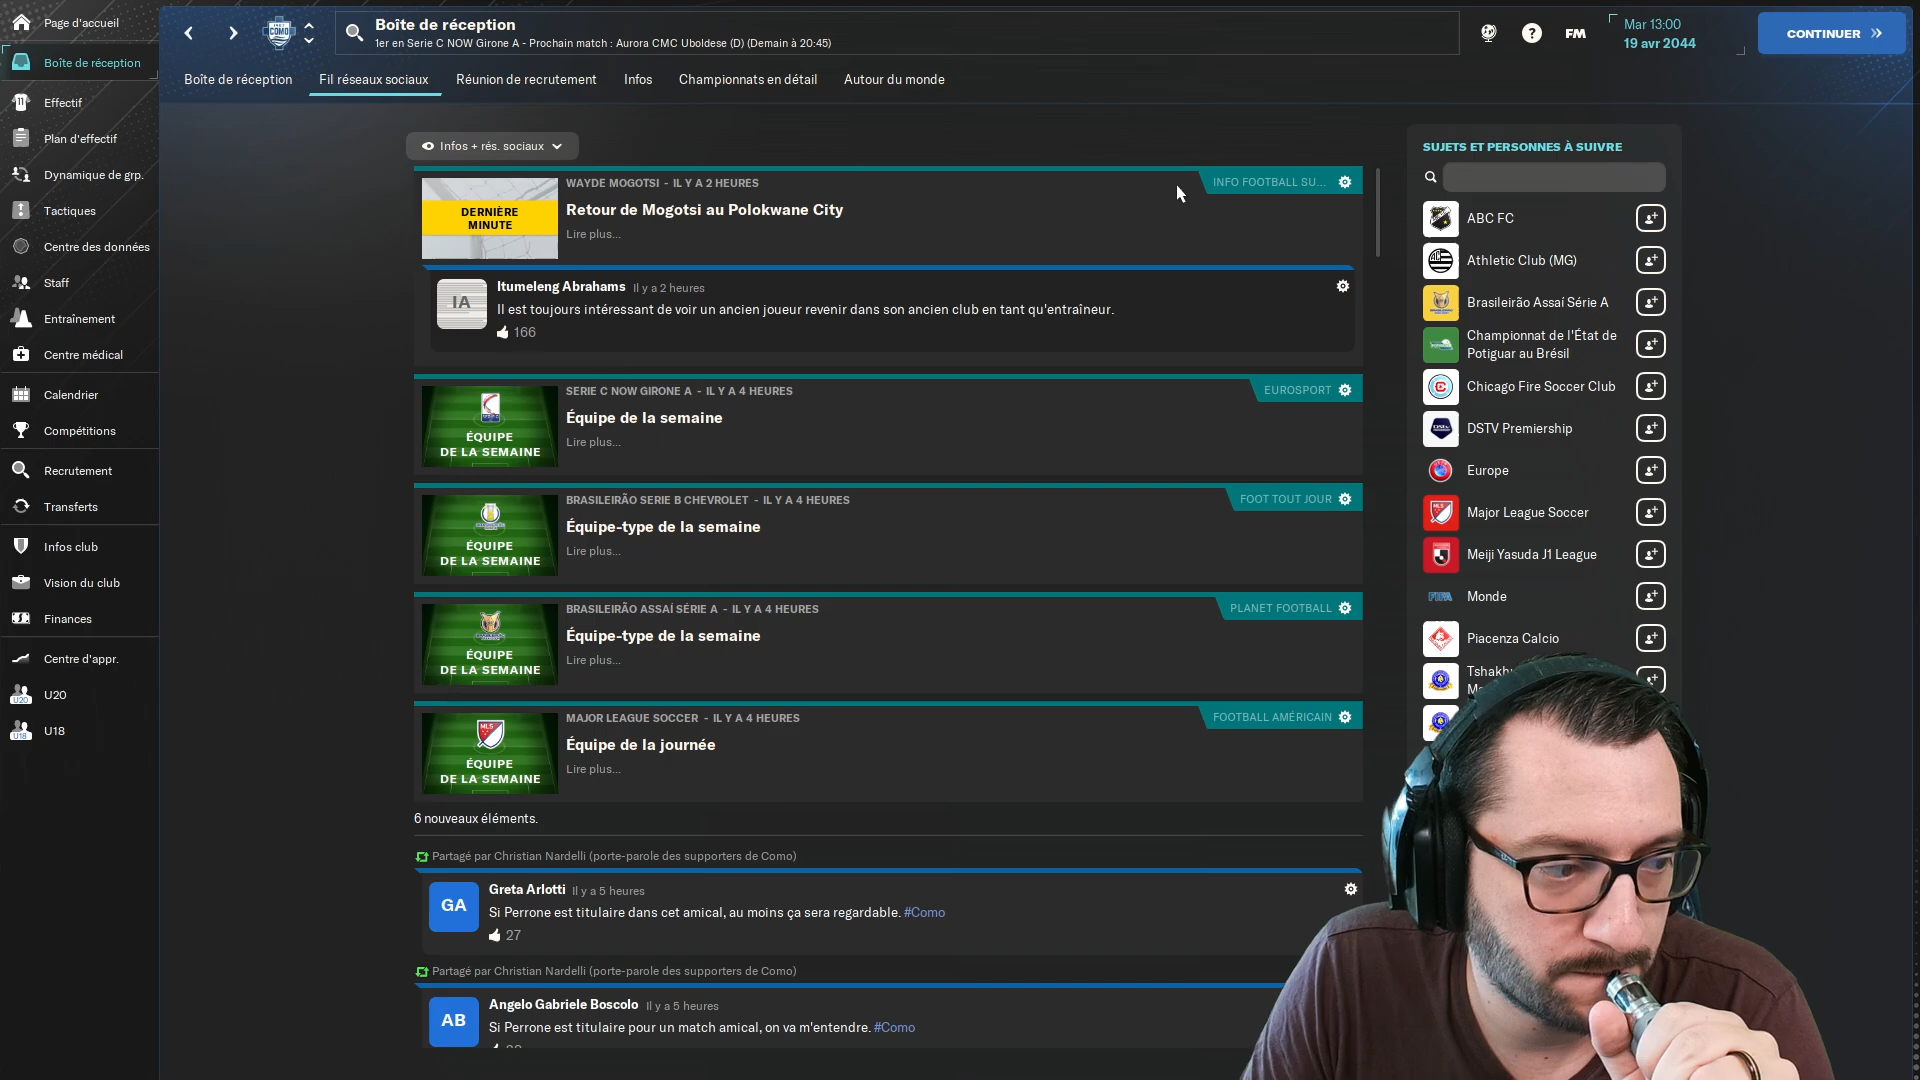 Page d'accueil
Boîte de réception
Effectif
Plan d'effectif
Dynamique de grp.
Tactiques
Centre des données
Staff
Entraînement
Centre médical
Calendrier
Compétitions
Recrutement
Transferts
Infos club
Vision du club
Finances
Centre d'appr.
U20
U20
U18
U18
COMO
Boîte de réception
1er en Serie C NOW Girone A - Prochain match : Aurora CMC Uboldese (D) (Demain à 20:45)
FM
Mar 13:00
19 avr 2044
CONTINUER
Boîte de réception
Fil réseaux sociaux
Réunion de recrutement
Infos
Championnats en détail
Autour du monde
Infos + rés. sociaux
DERNIÈRE
MINUTE
WAYDE MOGOTSI - IL Y A 2 HEURES
INFO FOOTBALL SU...
Retour de Mogotsi au Polokwane City
Lire plus...
IA
Itumeleng Abrahams Il y a 2 heures
Il est toujours intéressant de voir un ancien joueur revenir dans son ancien club en tant qu'entraîneur.
166
ÉQUIPE
DE LA SEMAINE
SERIE C NOW GIRONE A - IL Y A 4 HEURES
EUROSPORT
Équipe de la semaine
Lire plus...
ÉQUIPE
DE LA SEMAINE
BRASILEIRÃO SERIE B CHEVROLET - IL Y A 4 HEURES
FOOT TOUT JOUR
Équipe-type de la semaine
Lire plus...
ÉQUIPE
DE LA SEMAINE
BRASILEIRÃO ASSAÍ SÉRIE A - IL Y A 4 HEURES
PLANET FOOTBALL
Équipe-type de la semaine
Lire plus...
MLS
ÉQUIPE
DE LA SEMAINE
MAJOR LEAGUE SOCCER - IL Y A 4 HEURES
FOOTBALL AMÉRICAIN
Équipe de la journée
Lire plus...
6 nouveaux éléments.
Partagé par Christian Nardelli (porte-parole des supporters de Como)
GA
Greta Arlotti Il y a 5 heures
Si Perrone est titulaire dans cet amical, au moins ça sera regardable. #Como
27
Partagé par Christian Nardelli (porte-parole des supporters de Como)
AB
Angelo Gabriele Boscolo Il y a 5 heures
Si Perrone est titulaire pour un match amical, on va m'entendre. #Como
SUJETS ET PERSONNES À SUIVRE
ABC FC
Athletic Club (MG)
Brasileirão Assaí Série A
Championnat de l'État de
Potiguar au Brésil
Chicago Fire Soccer Club
DSTV Premiership
Europe
Major League Soccer
Meiji Yasuda J1 League
FIFA
Monde
Piacenza Calcio